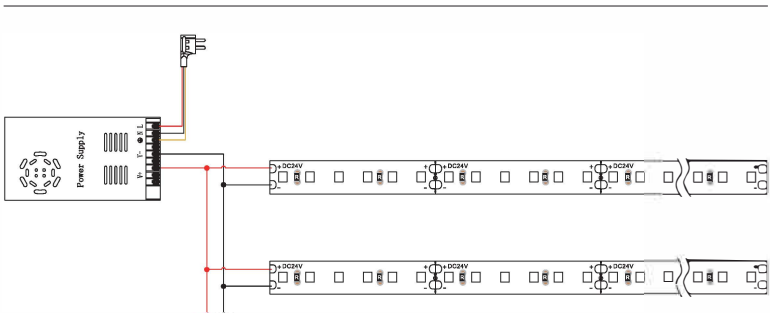 L
N
V-
V+
Power Supply
+ DC24V
+
+ DC24V
+
+ DC24V
-
-
-
-
-
R
R
R
R
R
R
+ DC24V
+
+ DC24V
+
+ DC24V
-
-
-
-
-
R
R
R
R
R
R